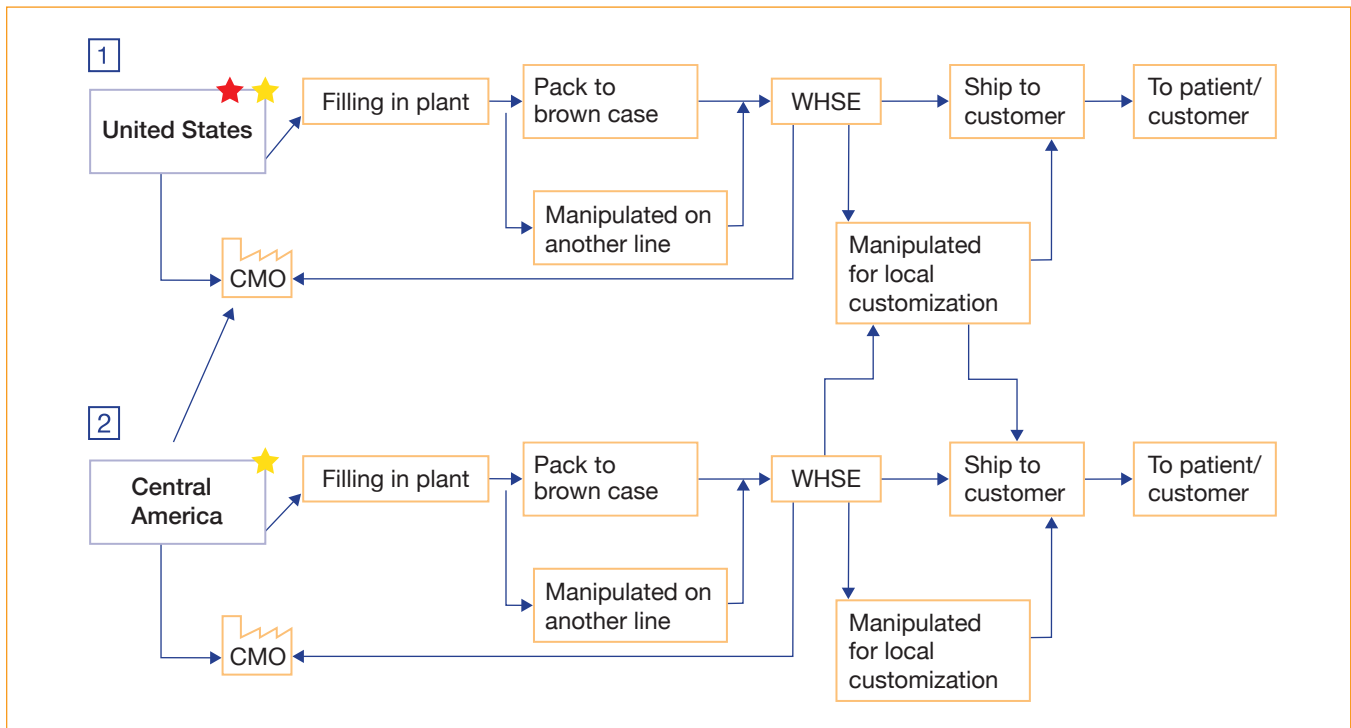 1
United States
Filling in plant
Pack to
brown case
WHSE
Ship to
customer
To patient/
customer
Manipulated on
another line
Manipulated
for local
customization
CMO
2
Central
America
Filling in plant
Pack to
brown case
WHSE
Ship to
customer
To patient/
customer
Manipulated on
another line
Manipulated
for local
customization
CMO